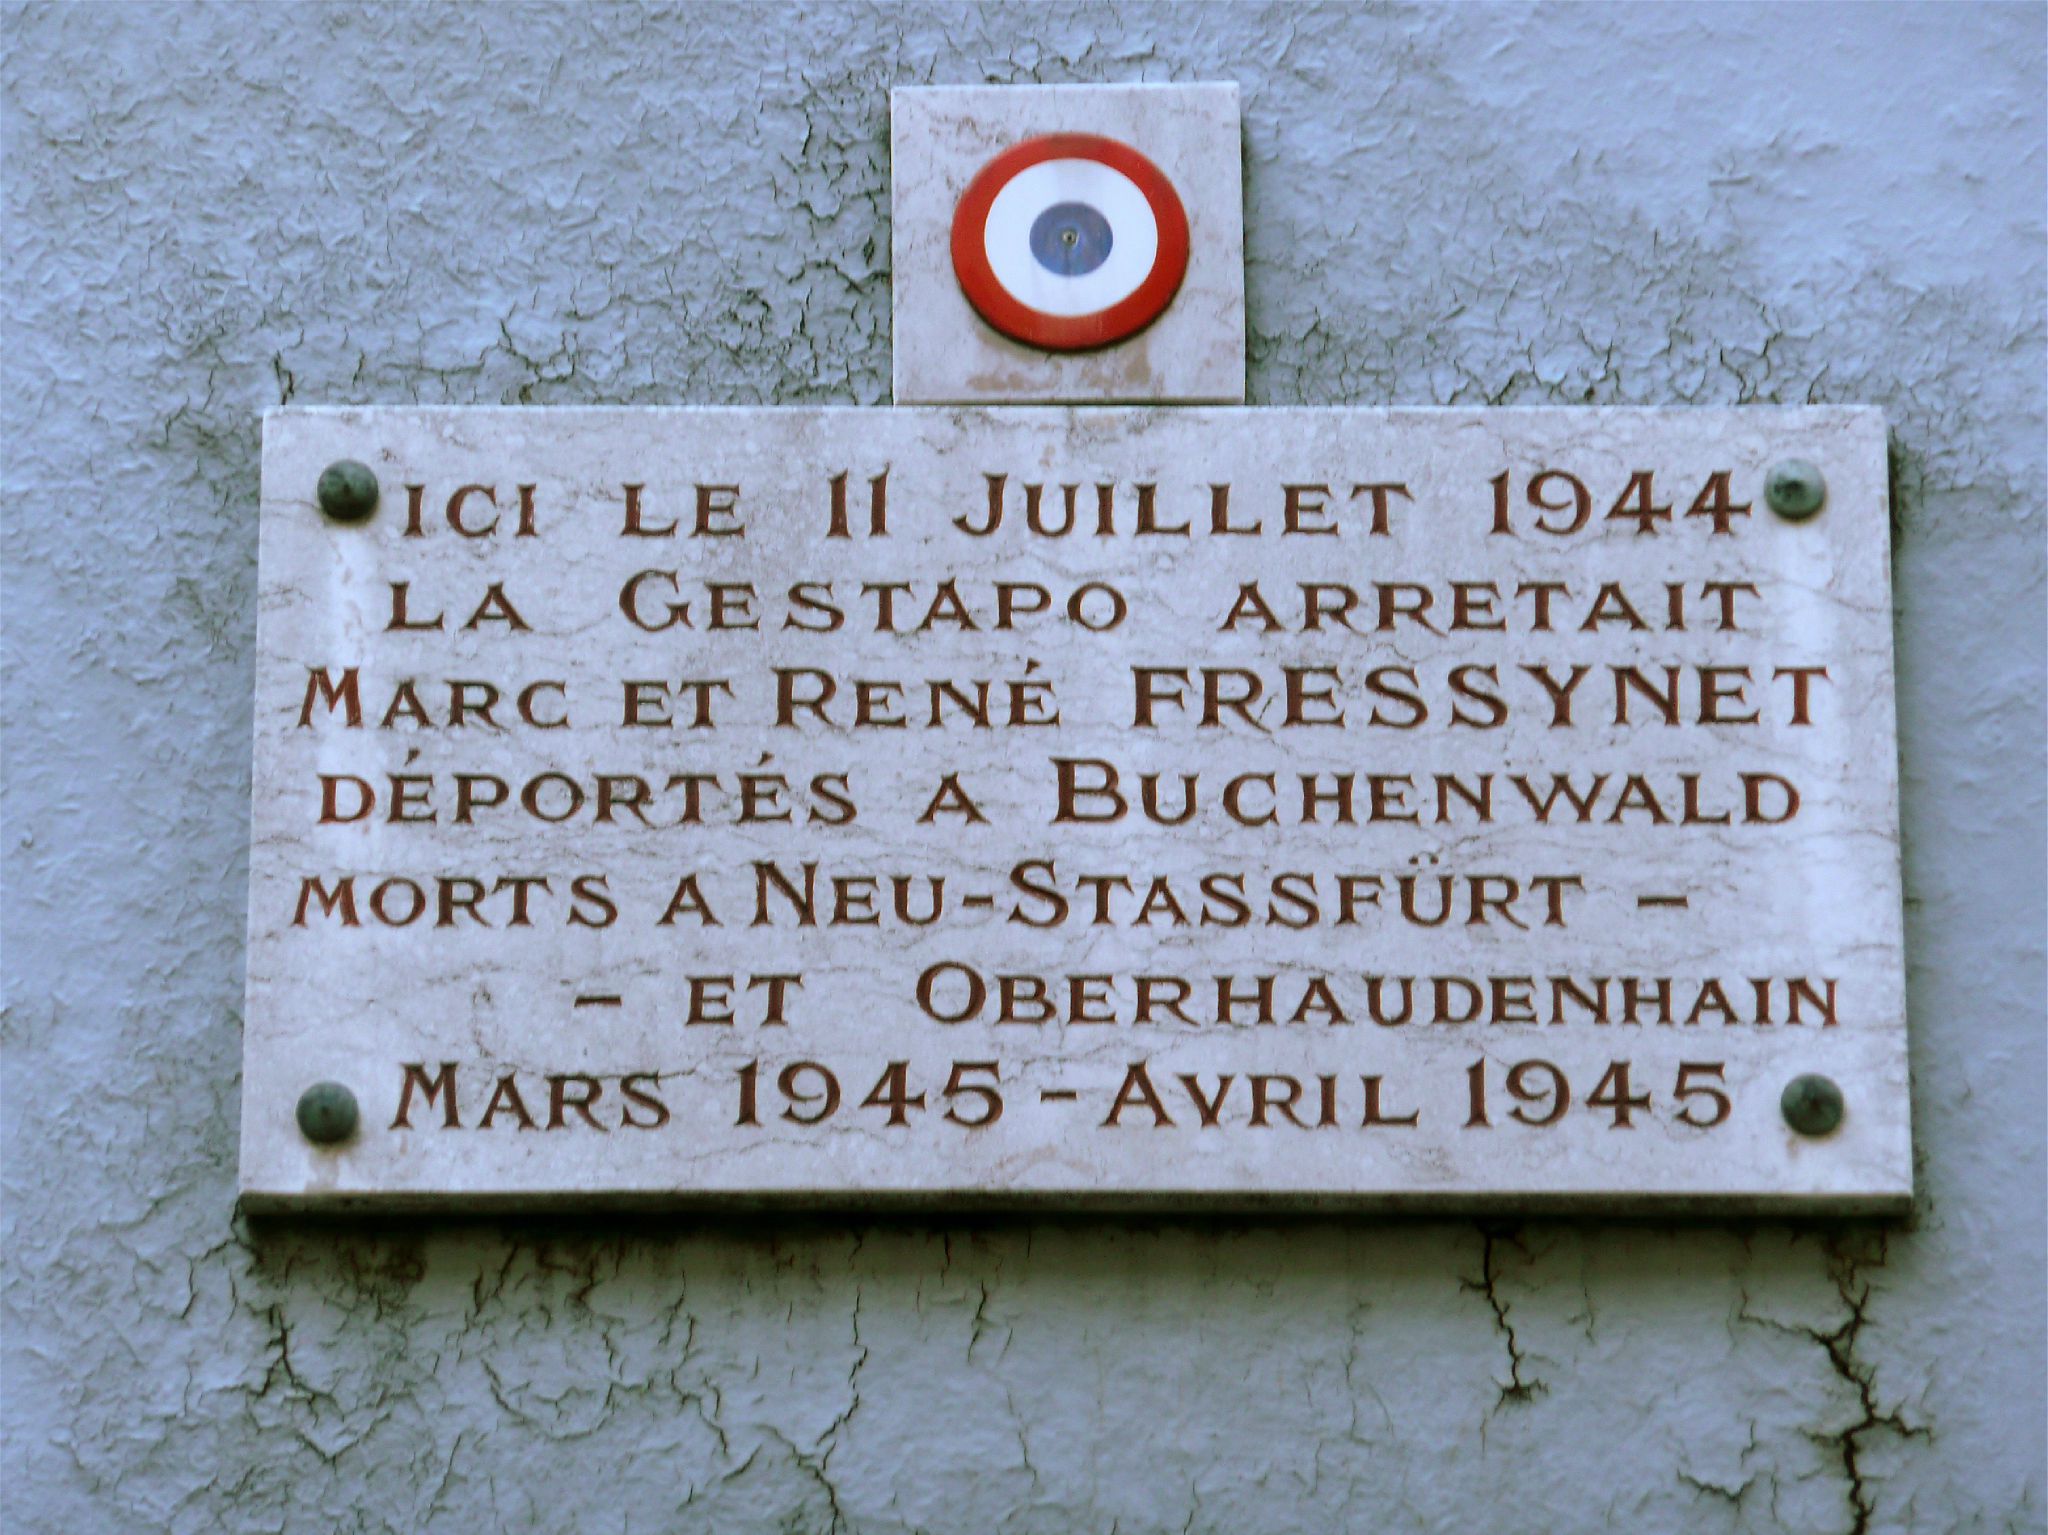 ICI LE 11 JUILLET 1944
LA GESTAPO ARRETAIT
MARC ET RENÉ FRESSYNET
DÉPORTÉS A BUCHENWALD
MORTS A NEU-STASSFÜRT -
- ET OBERHAUDENHAIN
MARS 1945 - AVRIL 1945